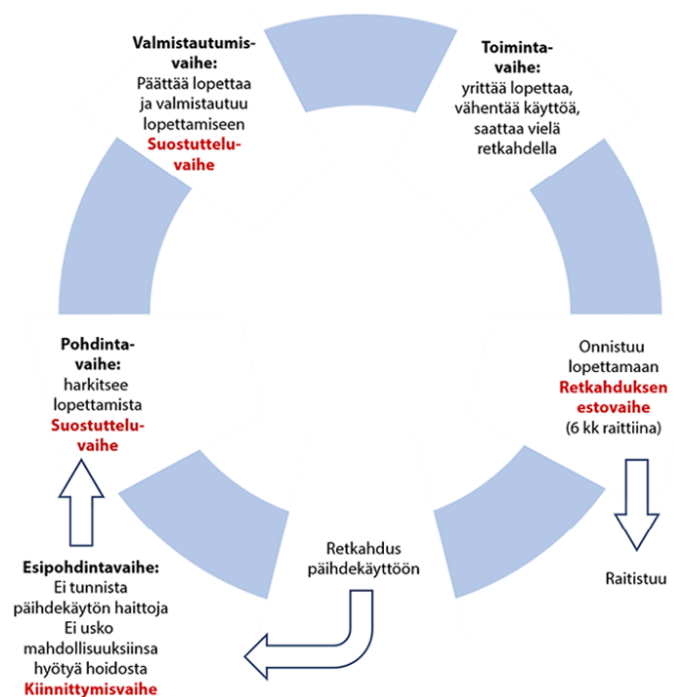 Valmistautumis-
vaihe:
Päättää lopettaa
ja valmistautuu
lopettamiseen
Suostuttelu-
vaihe
Toiminta-
vaihe:
yrittää lopettaa,
vähentää käyttöä,
saattaa vielä
retkahdella
Pohdinta-
vaihe:
harkitsee
lopettamista
Suostuttelu-
vaihe
Onnistuu
lopettamaan
Retkahduksen
estovaihe
(6 kk raittiina)
Esipohdintavaihe:
Ei tunnista
päihdekäytön haittoja
Ei usko
mahdollisuuksiinsa
hyötyä hoidosta
Kiinnittymisvaihe
Retkahdus
päihdekäyttöön
Raitistuu